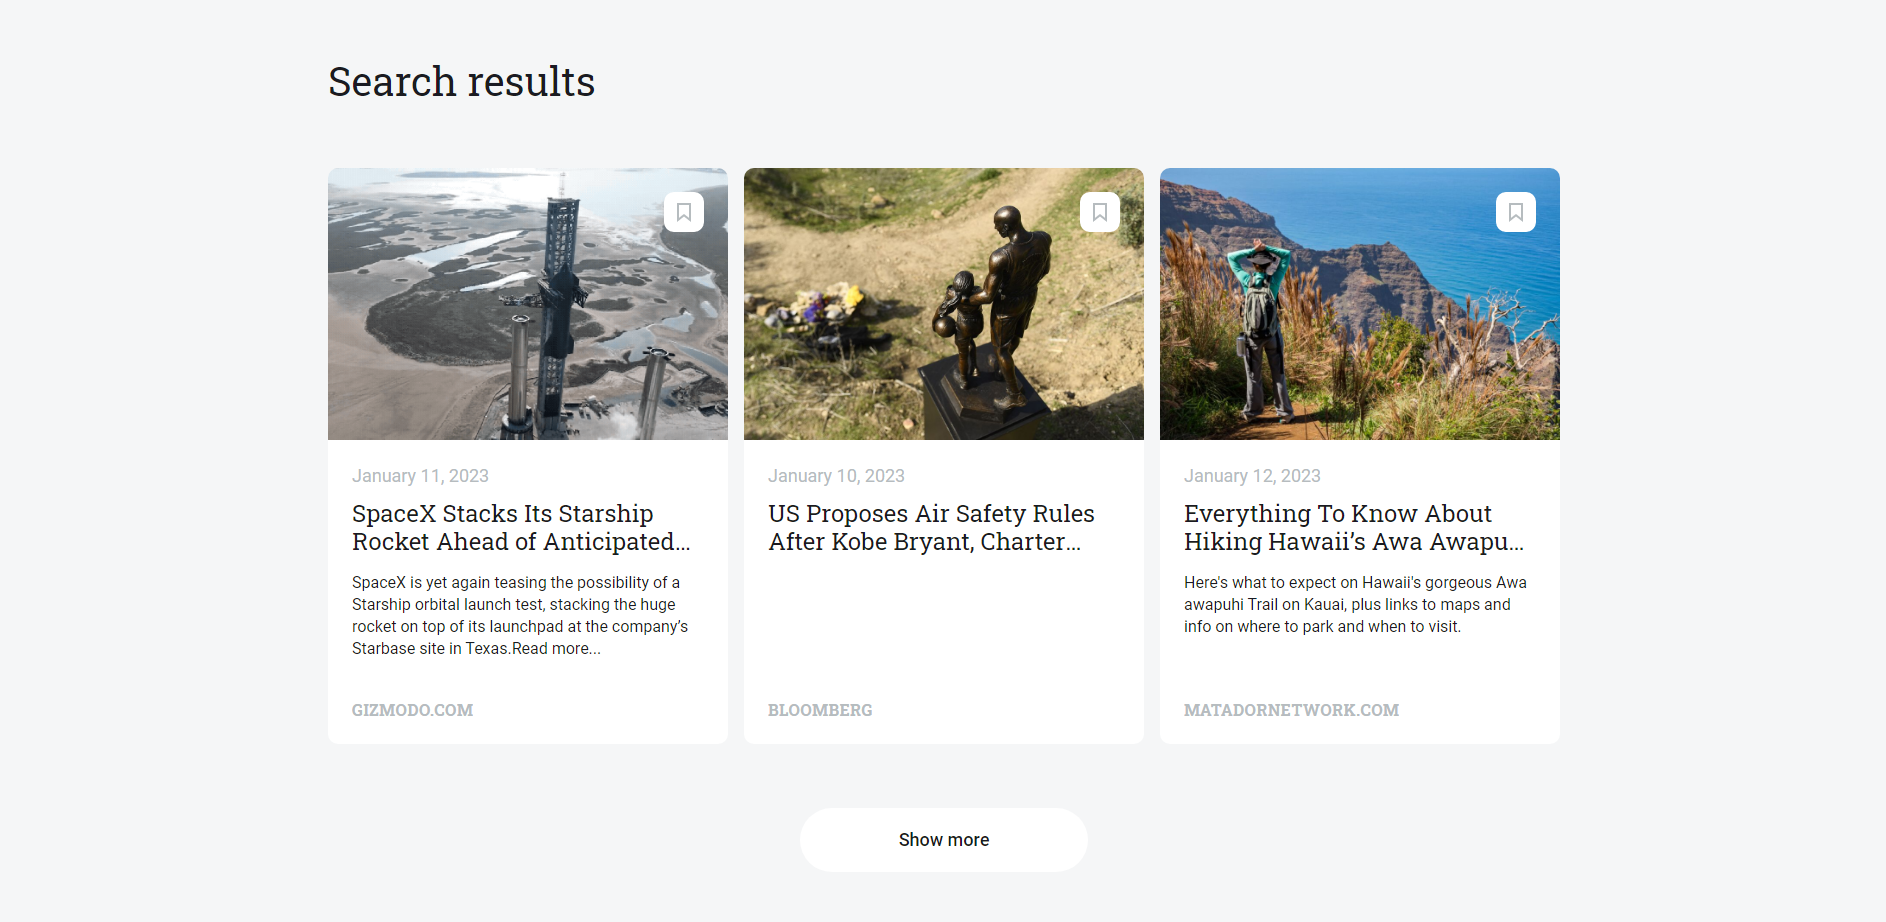 Search results
January 11, 2023
SpaceX Stacks Its Starship
Rocket Ahead of Anticipated...
SpaceX is yet again teasing the possibility of a
Starship orbital launch test, stacking the huge
rocket on top of its launchpad at the company’s
Starbase site in Texas.Read more...
GIZMODO.COM
January 10, 2023
US Proposes Air Safety Rules
After Kobe Bryant, Charter...
BLOOMBERG
January 12, 2023
Everything To Know About
Hiking Hawaii’s Awa Awapu...
Here's what to expect on Hawaii's gorgeous Awa
awapuhi Trail on Kauai, plus links to maps and
info on where to park and when to visit.
MATADORNETWORK.COM
Show more